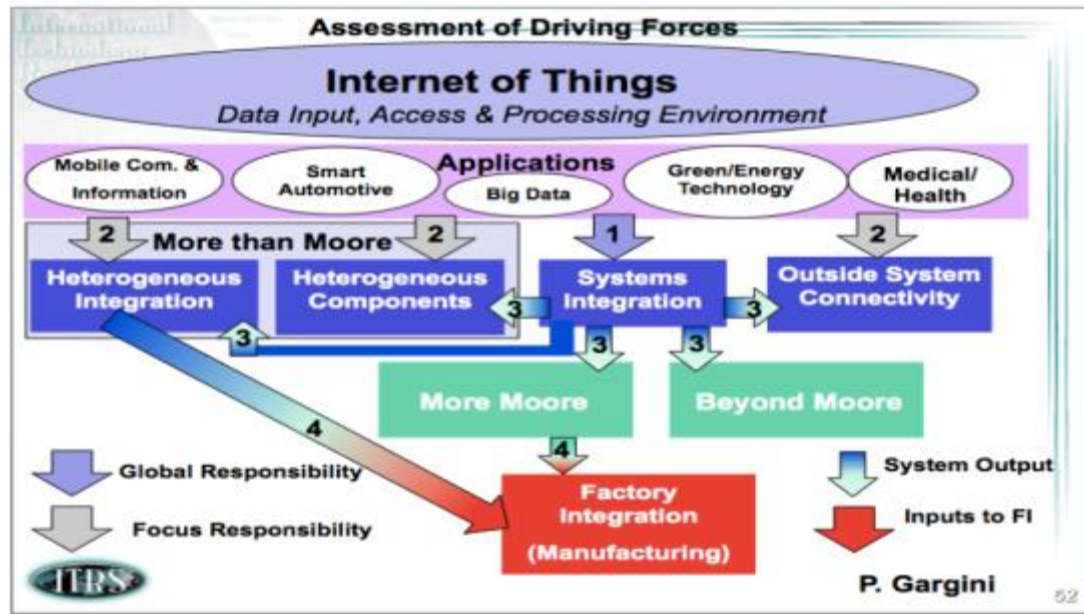 International
Technology
Assessment of Driving Forces
Internet of Things
Data Input, Access & Processing Environment
Applications
Mobile Com. &
Information
Smart
Automotive
Big Data
Green/Energy
Technology
Medical/
Health
2
2
1
2
More than Moore
Heterogeneous
Integration
Heterogeneous
Components
Systems
Integration
Outside System
Connectivity
3
3
3
3
3
More Moore
Beyond Moore
4
4
Factory
Integration
(Manufacturing)
Global Responsibility
Focus Responsibility
System Output
Inputs to FI
ITRS
P. Gargini
52